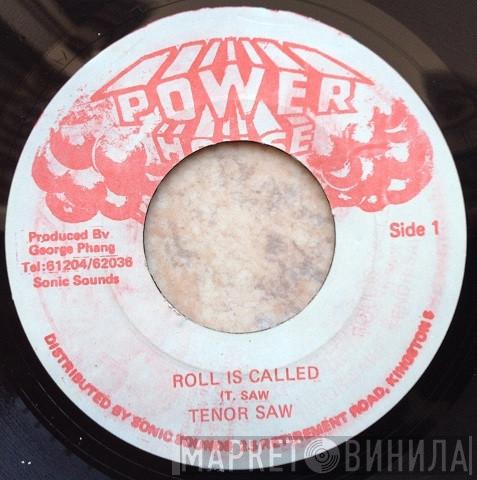 POWER
HOUSE
Produced By
George Phang
Tel:61204/62036
Sonic Sounds
Side 1
ROLL IS CALLED
(T. SAW
TENOR SAW
DISTRIBUTED BY SONIC RETIREMENT ROAD, KINGSTON 5
МАРКЕТ ВИНИЛА